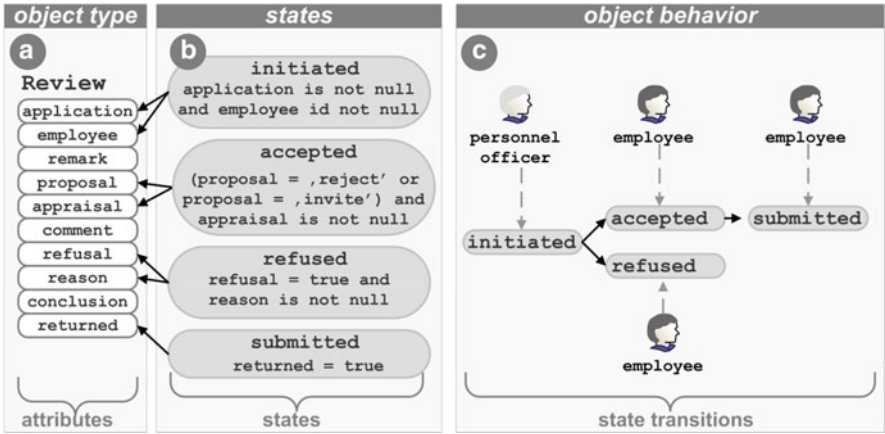 object type
states
object behavior
a
Review
application
employee
remark
proposal
appraisal
comment
refusal
reason
conclusion
returned
attributes
b
initiated
application is not null
and employee id not null
accepted
(proposal = ‚reject’ or
proposal = ‚invite’) and
appraisal is not null
refused
refusal = true and
reason is not null
submitted
returned = true
states
c
personnel
officer
employee
employee
initiated
accepted
submitted
refused
employee
state transitions